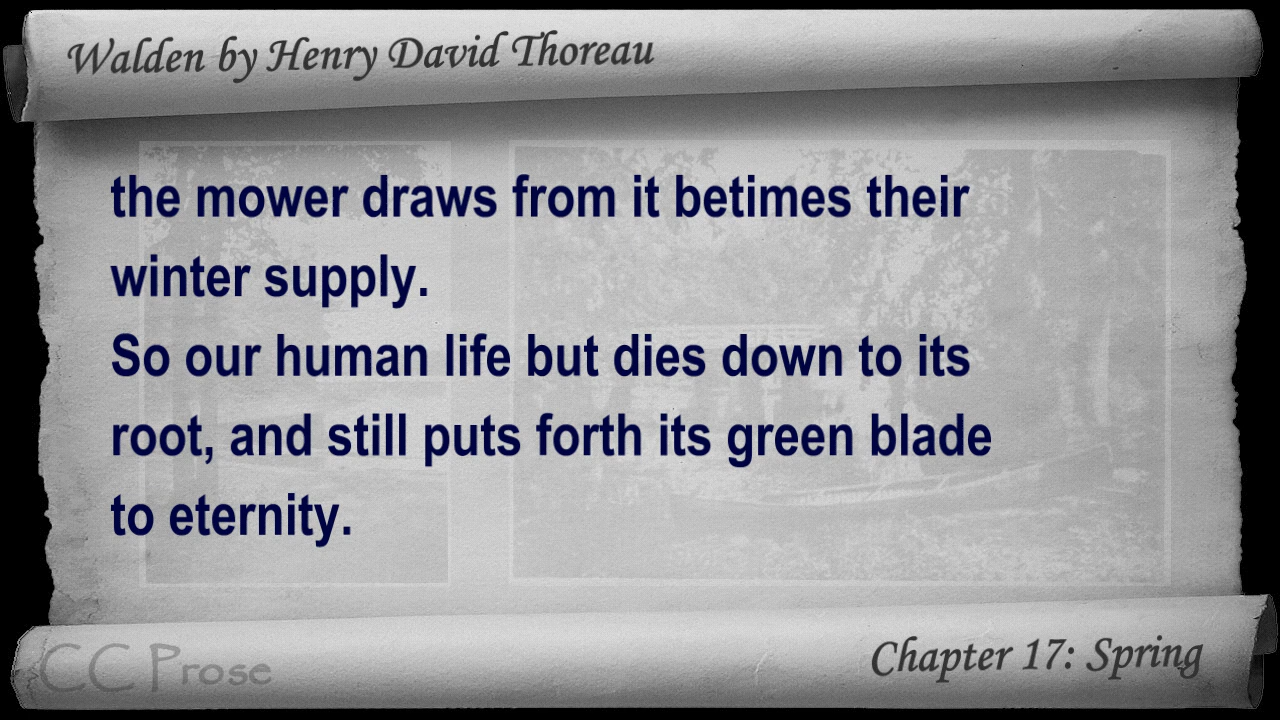 Walden by Henry David Thoreau
the mower draws from it betimes their
winter supply.
So our human life but dies down to its
root, and still puts forth its green blade
to eternity.
CC Prose
Chapter 17: Spring